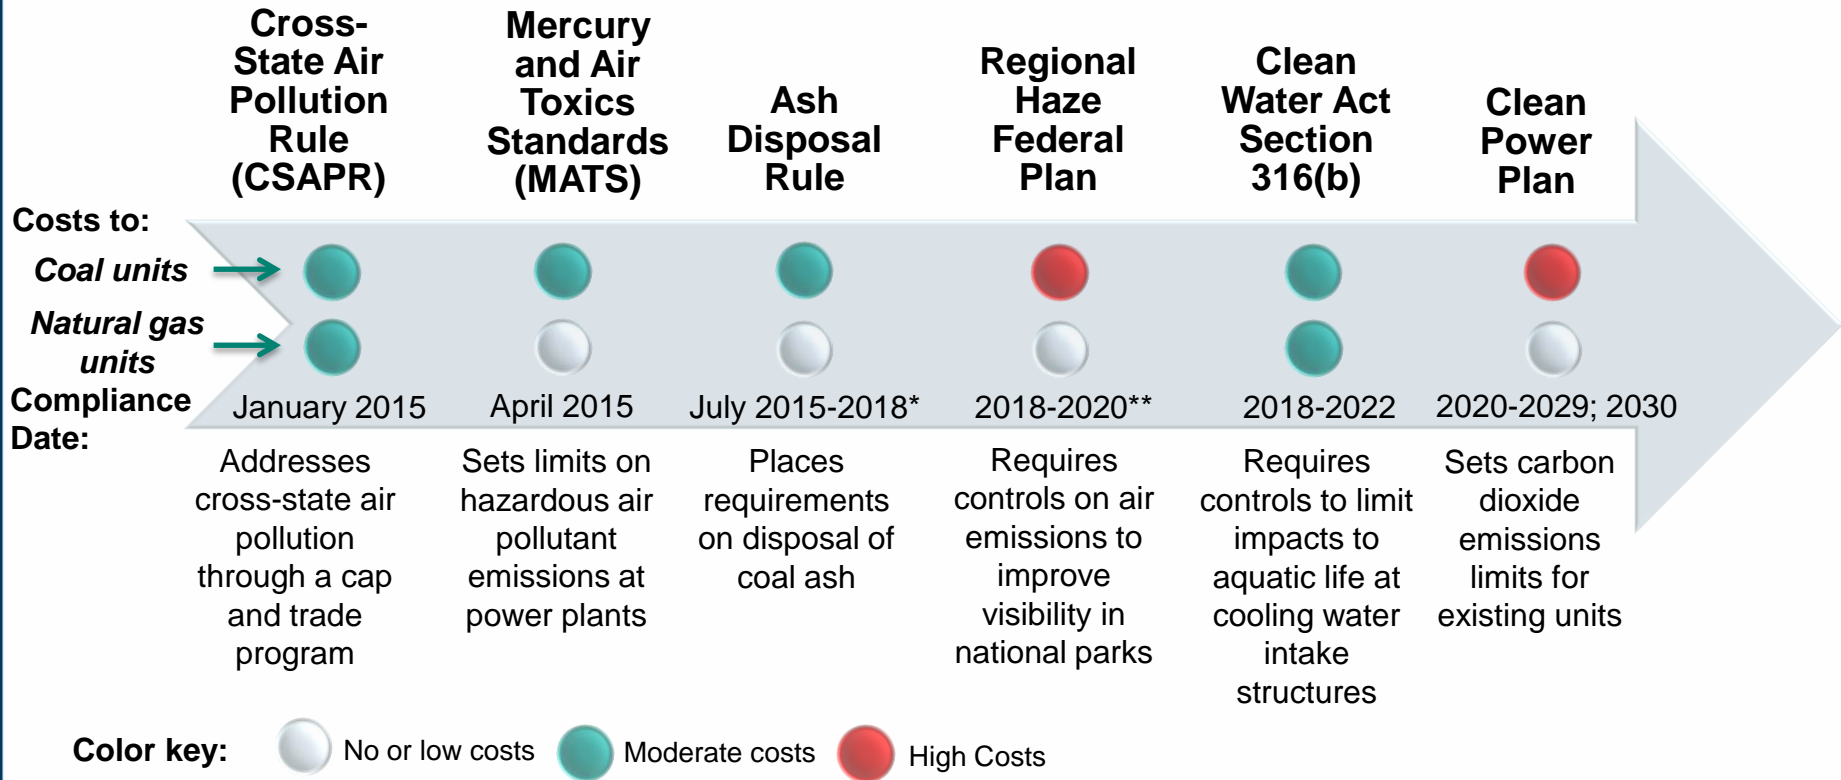 Cross-
State Air
Pollution
Rule
(CSAPR)
Mercury
and Air
Toxics
Standards
(MATS)
Ash
Disposal
Rule
Regional
Haze
Federal
Plan
Clean
Water Act
Section
316(b)
Clean
Power
Plan
Costs to:
Coal units
Natural gas
units
Compliance
Date:
January 2015
April 2015
July 2015-2018*
2018-2020**
2018-2022
2020-2029; 2030
Addresses
cross-state air
pollution
through a cap
and trade
program
Sets limits on
hazardous air
pollutant
emissions at
power plants
Places
requirements
on disposal of
coal ash
Requires
controls on air
emissions to
improve
visibility in
national parks
Requires
controls to limit
impacts to
aquatic life at
cooling water
intake
structures
Sets carbon
dioxide
emissions
limits for
existing units
Color key:
No or low costs
Moderate costs
High Costs